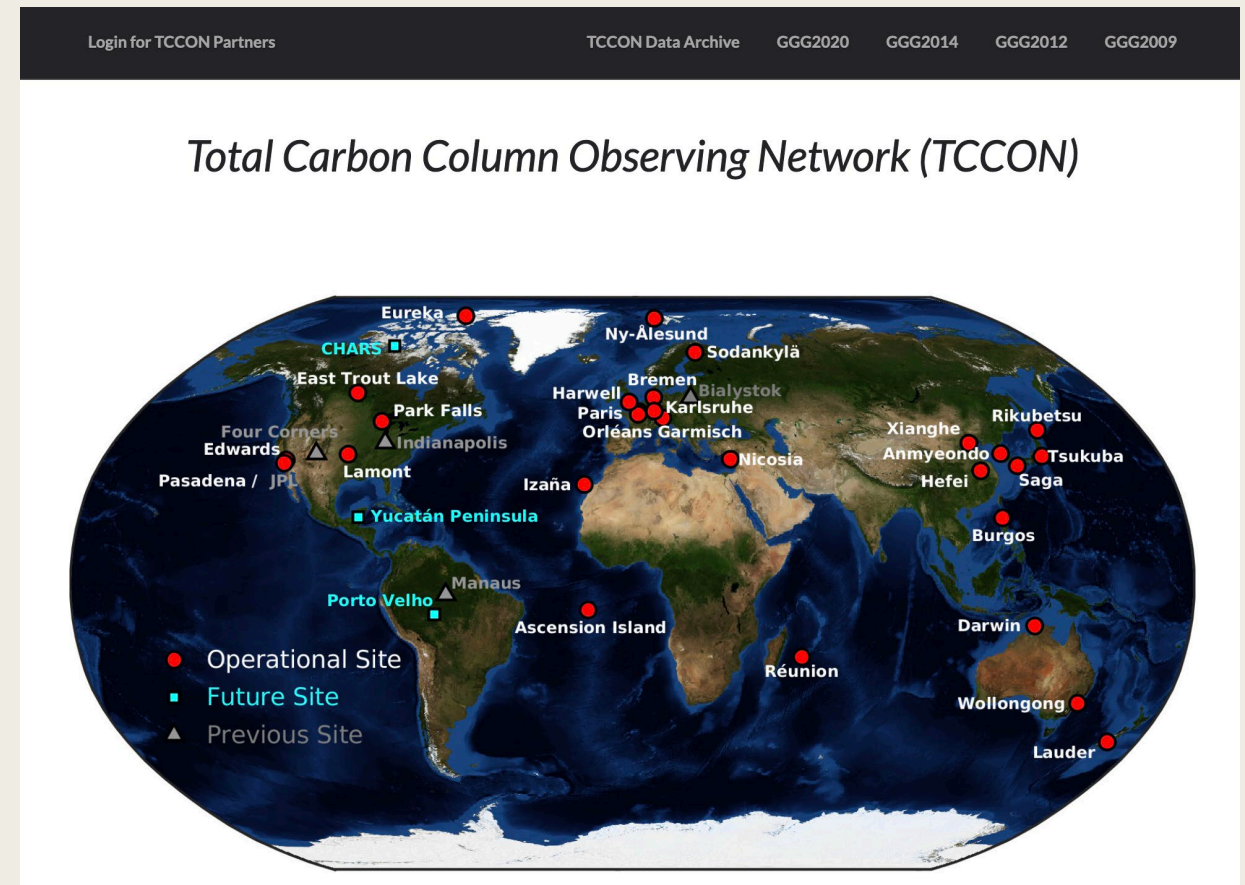 Login for TCCON Partners
TCCON Data Archive
GGG2020
GGG2014
GGG2012
GGG2009
Total Carbon Column Observing Network (TCCON)
Eureka
Ny-Ålesund
CHARS
Sodankylä
East Trout Lake
Bremen
Harwell
Bialystok
Park Falls
Paris
Karlsruhe
Rikubetsu
Four Corners
Orléans Garmisch
Xianghe
Edwards
Indianapolis
Anmyeondo
Nicosia
Tsukuba
Pasadena / JPL
Lamont
Izaña
Hefei
Saga
Yucatán Peninsula
Burgos
Manaus
Porto Velho
Ascension Island
Darwin
Réunion
Operational Site
Future Site
Previous Site
Wollongong
Lauder